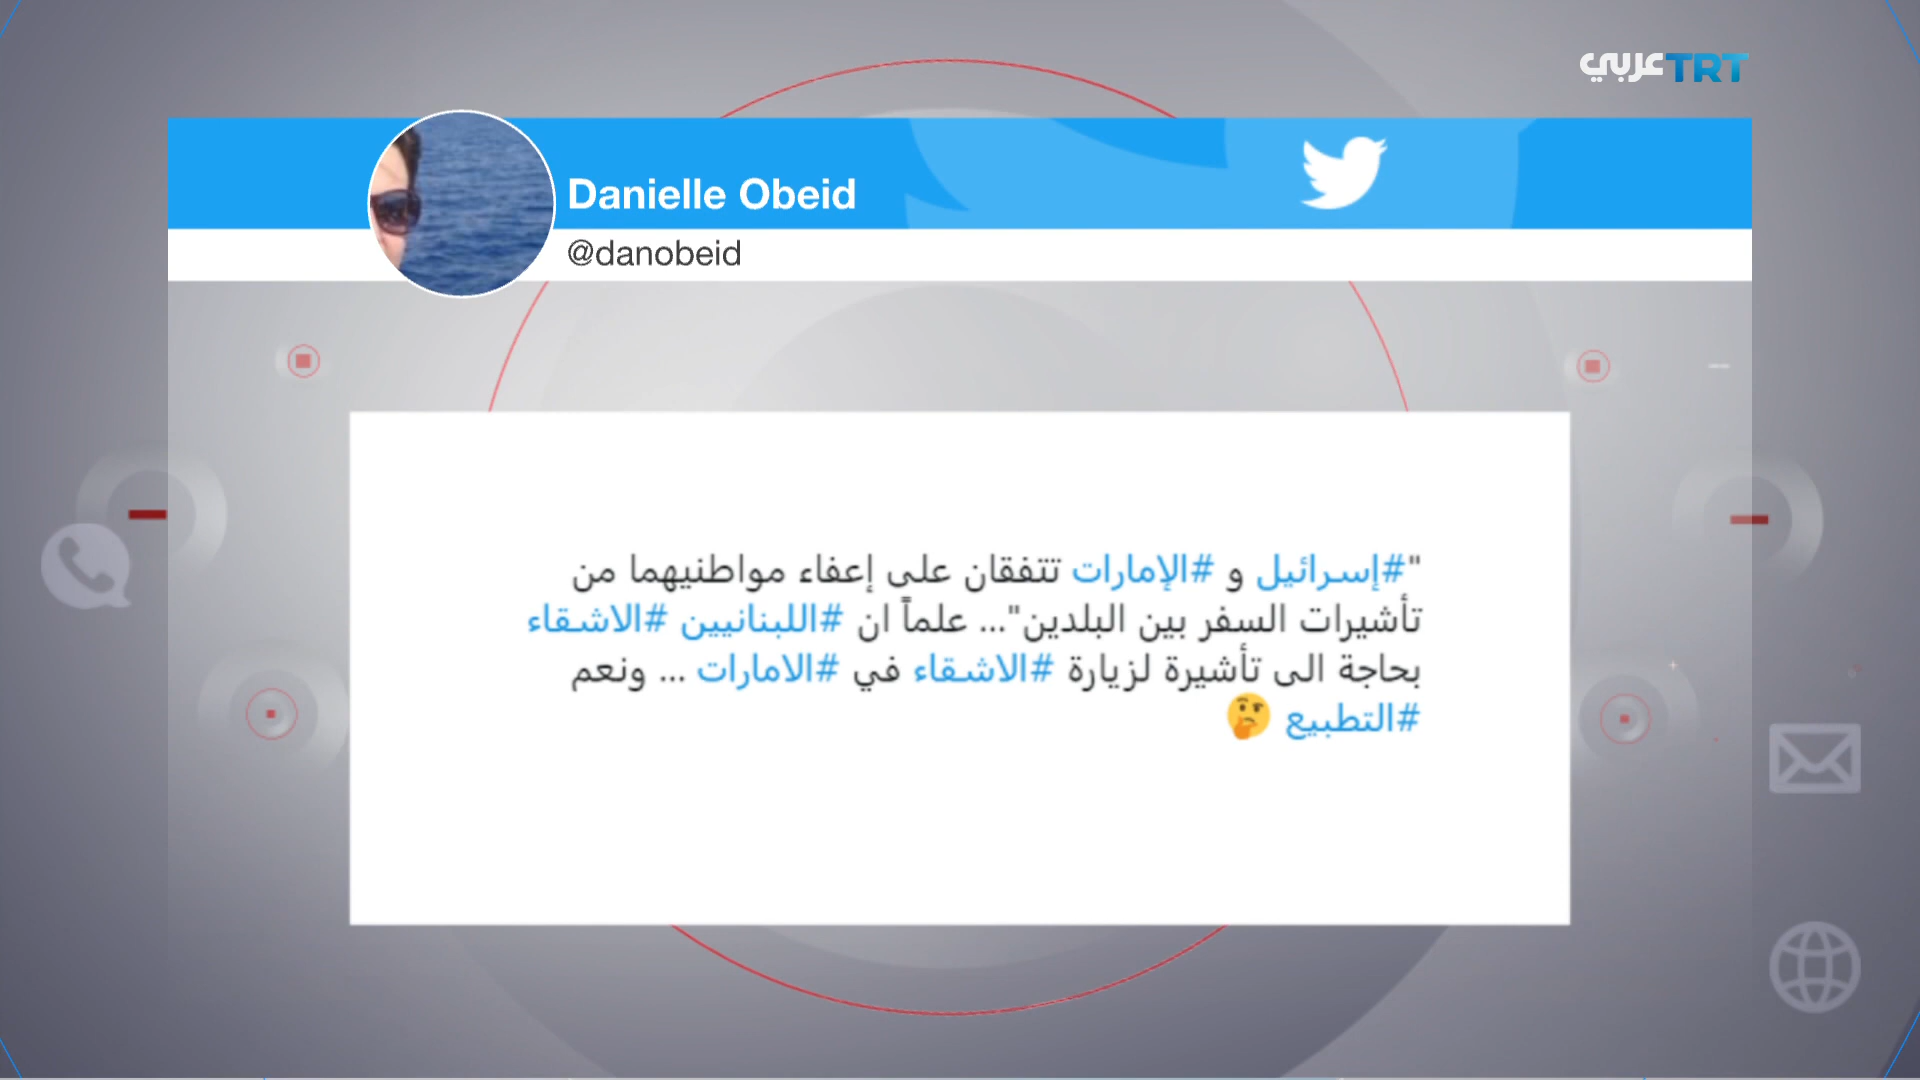 TRT عربي
Danielle Obeid
@danobeid
"#إسرائيل و #الإمارات تتفقان على إعفاء مواطنيهما من
تأشيرات السفر بين البلدين"... علماً ان #اللبنانيين #الاشقاء
بحاجة الى تأشيرة لزيارة #الاشقاء في #الامارات ... ونعم
#التطبيع 🤔